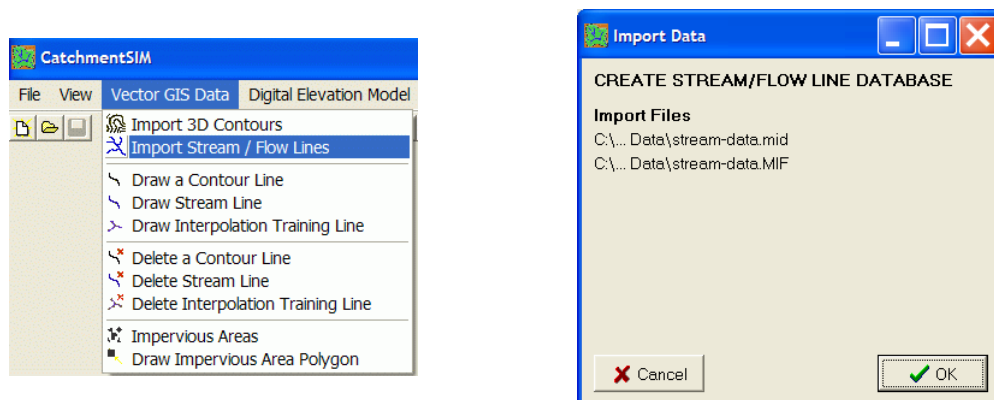 CatchmentSIM
File View Vector GIS Data Digital Elevation Model
Import 3D Contours
Import Stream / Flow Lines
Draw a Contour Line
Draw Stream Line
Draw Interpolation Training Line
Delete a Contour Line
Delete Stream Line
Delete Interpolation Training Line
Impervious Areas
Draw Impervious Area Polygon
Import Data
CREATE STREAM/FLOW LINE DATABASE
Import Files
C:\... Data\stream-data.mid
C:\... Data\stream-data.MIF
Cancel OK